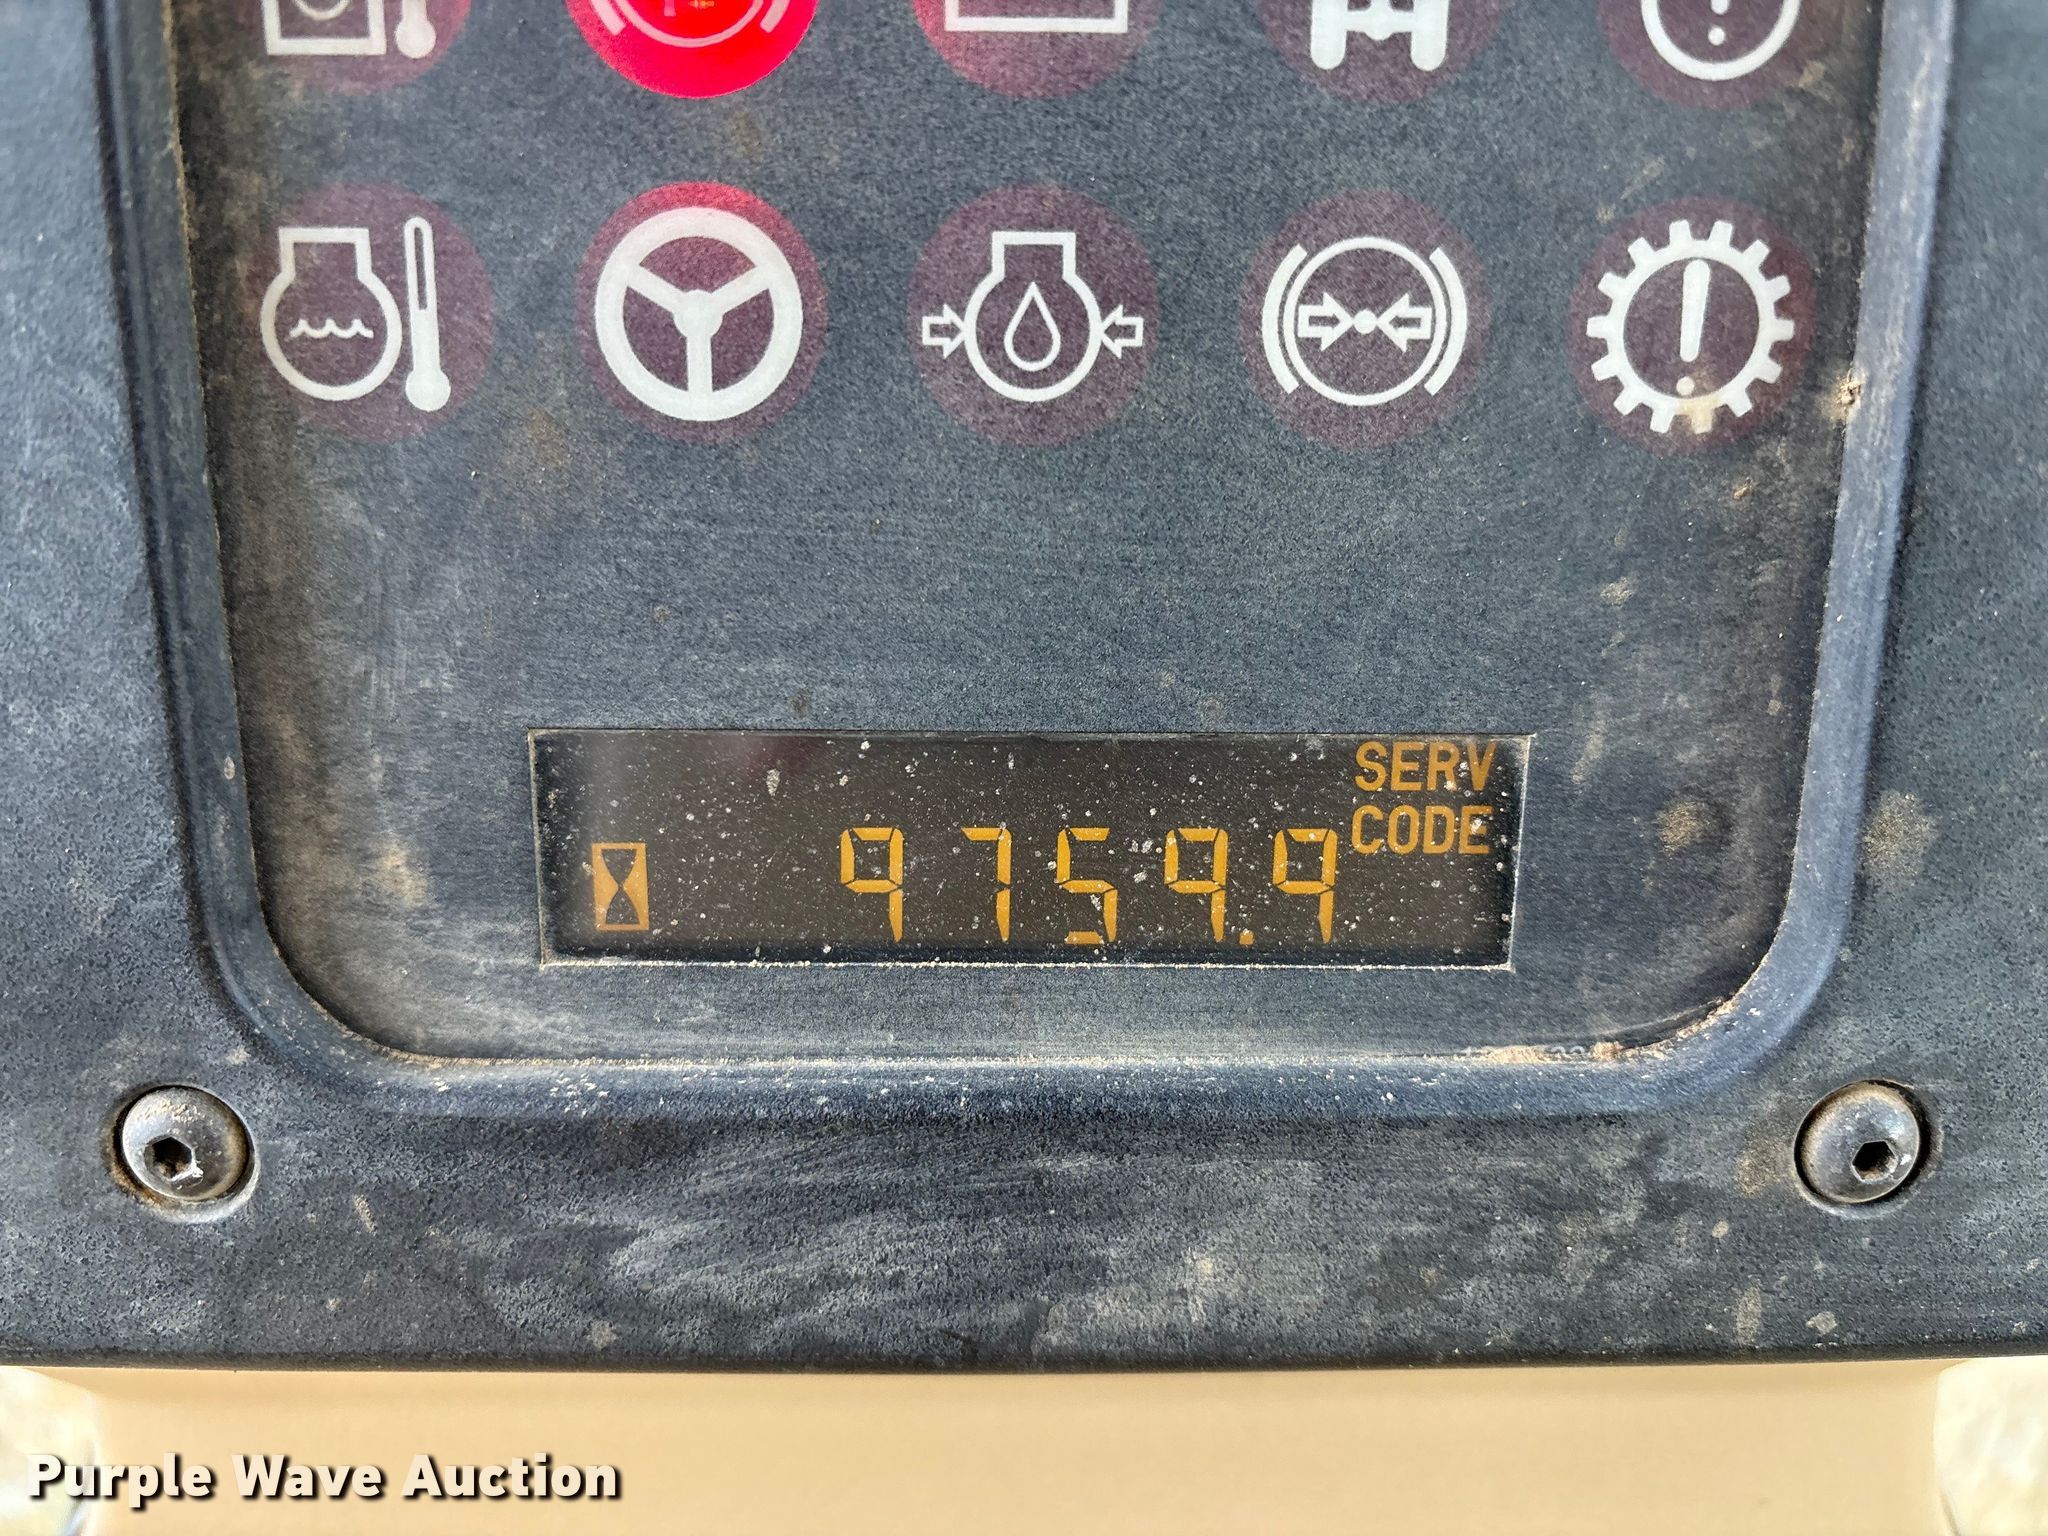 SERV
CODE
9759.9
Purple Wave Auction